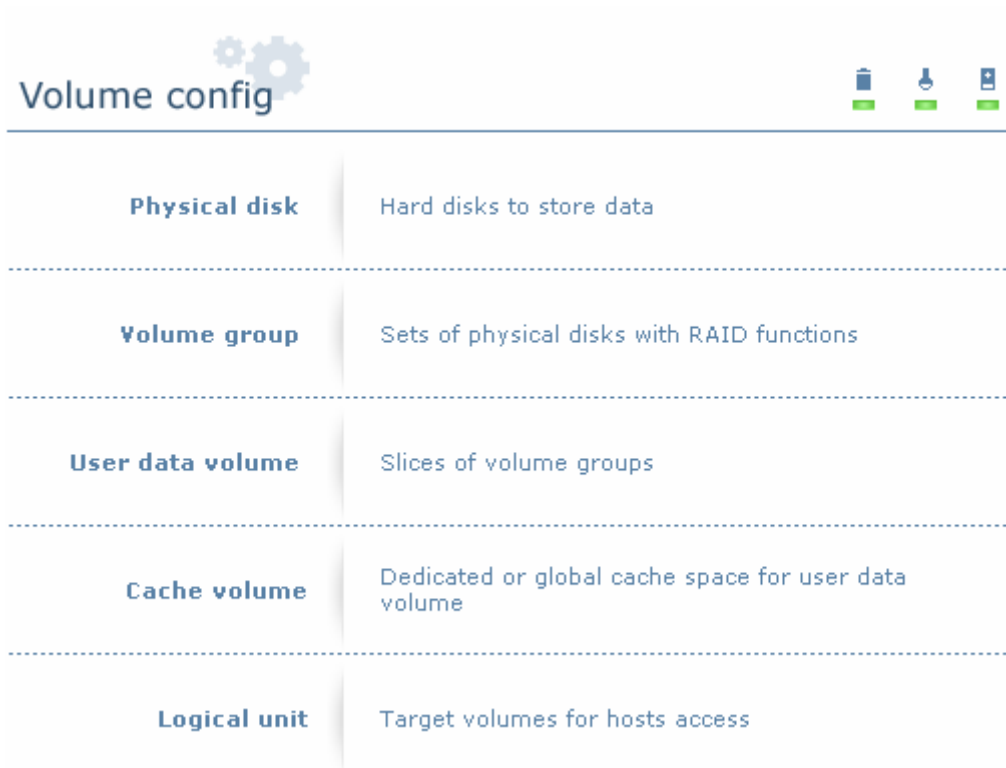 Volume config
Physical disk
Hard disks to store data
Volume group
Sets of physical disks with RAID functions
User data volume
Slices of volume groups
Cache volume
Dedicated or global cache space for user data
volume
Logical unit
Target volumes for hosts access